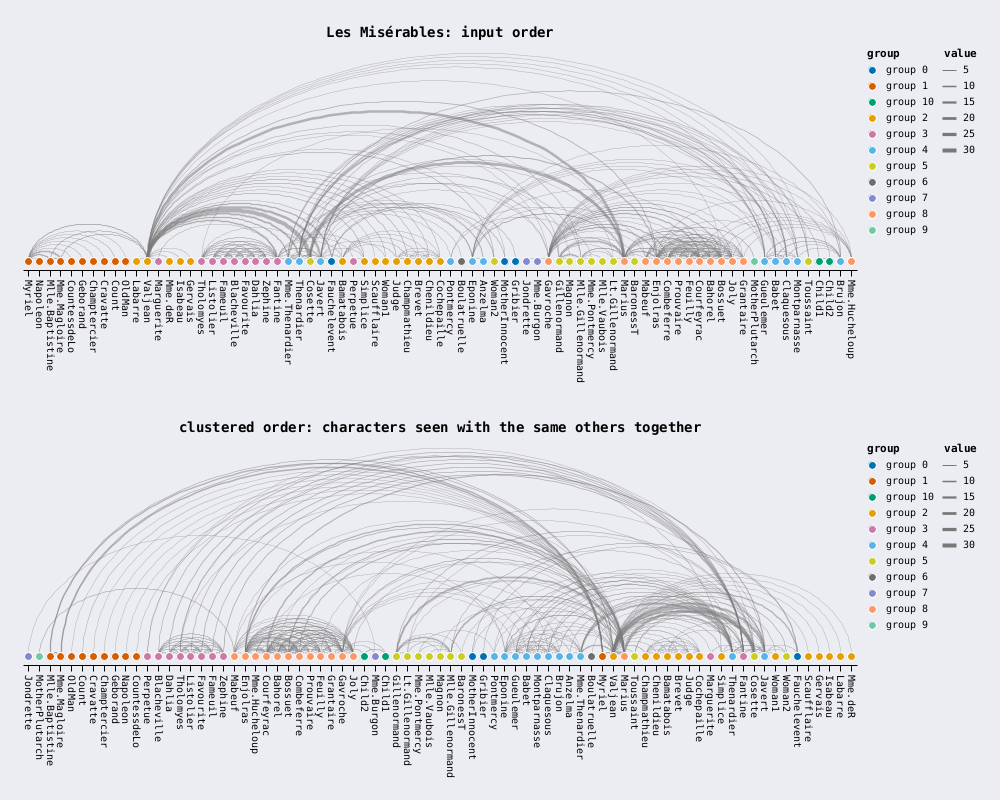 Les Misérables: input order
group
group 0
group 1
group 10
group 2
group 3
group 4
group 5
group 6
group 7
group 8
group 9
value
5
10
15
20
25
30
Myriel
Napoleon
Mlle.Baptistine
Mme.Magloire
CountessdeLo
Geborand
Champtercier
Cravatte
Count
OldMan
Labarre
Valjean
Marguerite
Mme.deR
Isabeau
Gervais
Tholomyes
Listolier
Fameuil
Blacheville
Favourite
Dahlia
Zephine
Fantine
Mme.Thenardier
Thenardier
Cosette
Javert
Fauchelevent
Bamatabois
Perpetue
Simplice
Scaufflaire
Woman1
Judge
Champmathieu
Brevet
Chenildieu
Cochepaille
Pontmercy
Boulatruelle
Eponine
Anzelma
Woman2
MotherInnocent
Gribier
Jondrette
Mme.Burgon
Gavroche
Gillenormand
Magnon
Mlle.Gillenormand
Mme.Pontmercy
Mlle.Vaubois
Lt.Gillenormand
Marius
BaronessT
Mabeuf
Enjolras
Combeferre
Prouvaire
Feuilly
Courfeyrac
Bahorel
Bossuet
Joly
Grantaire
MotherPlutarch
Gueulemer
Babet
Claquesous
Montparnasse
Toussaint
Child1
Child2
Brujon
Mme.Hucheloup
clustered order: characters seen with the same others together
group
group 0
group 1
group 10
group 2
group 3
group 4
group 5
group 6
group 7
group 8
group 9
value
5
10
15
20
25
30
Jondrette
MotherPlutarch
Mlle.Baptistine
Mme.Magloire
OldMan
Count
Cravatte
Champtercier
Geborand
Napoleon
CountessdeLo
Perpetue
Blacheville
Dahlia
Tholomyes
Listolier
Favourite
Fameuil
Zephine
Mabeuf
Enjolras
Mme.Hucheloup
Courfeyrac
Bahorel
Bossuet
Combeferre
Prouvaire
Feuilly
Grantaire
Gavroche
Joly
Child2
Mme.Burgon
Child1
Gillenormand
Lt.Gillenormand
Mme.Pontmercy
Mlle.Vaubois
Magnon
Mlle.Gillenormand
BaronessT
MotherInnocent
Gribier
Pontmercy
Eponine
Gueulemer
Babet
Montparnasse
Claquesous
Brujon
Anzelma
Mme.Thenardier
Boulatruelle
Myriel
Valjean
Marius
Toussaint
Champmathieu
Chenildieu
Bamatabois
Brevet
Judge
Cochepaille
Marguerite
Simplice
Thenardier
Fantine
Cosette
Javert
Woman1
Woman2
Fauchelevent
Scaufflaire
Gervais
Isabeau
Labarre
Mme.deR